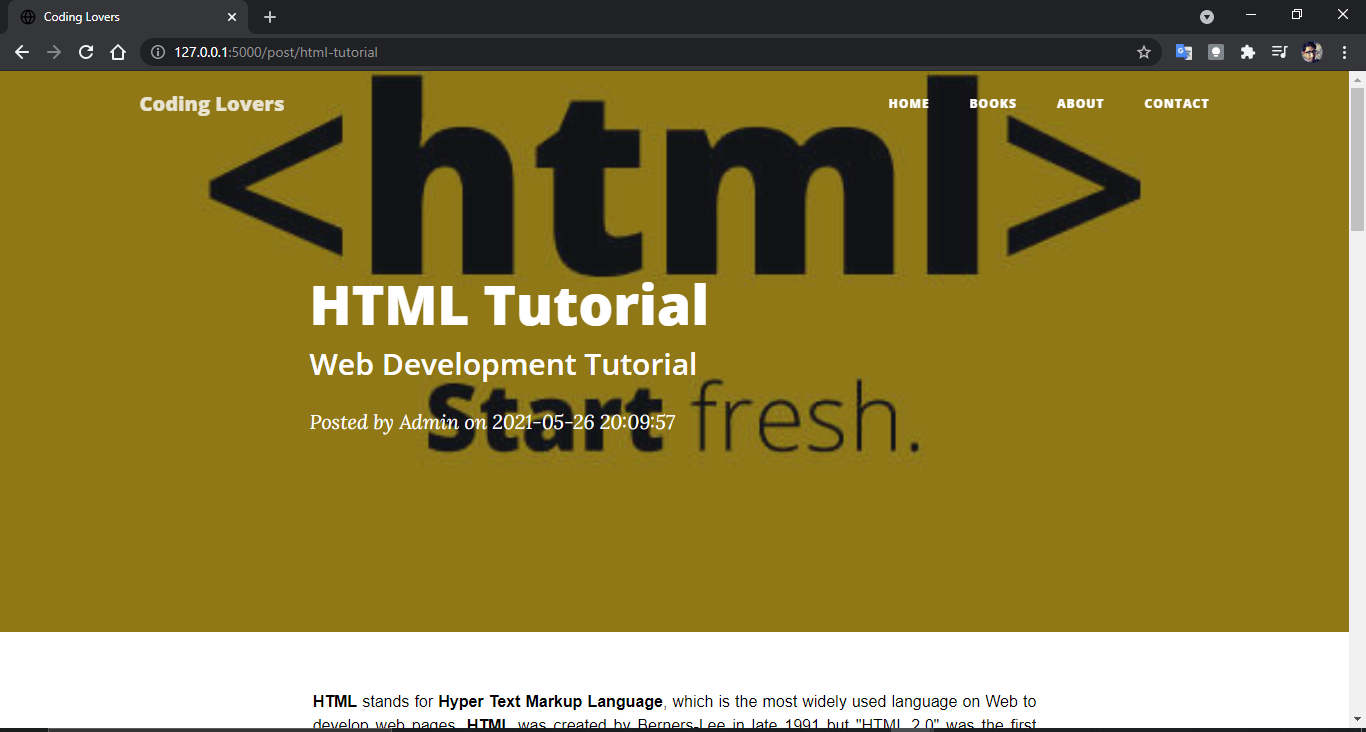 Coding Lovers
127.0.0.1:5000/post/html-tutorial
Coding Lovers
HOME BOOKS ABOUT CONTACT
<html>
HTML Tutorial
Web Development Tutorial
Start fresh.
Posted by Admin on 2021-05-26 20:09:57
HTML stands for Hyper Text Markup Language, which is the most widely used language on Web to
develop web pages. HTML was created by Berners-Lee in late 1991 but "HTML 2.0" was the first